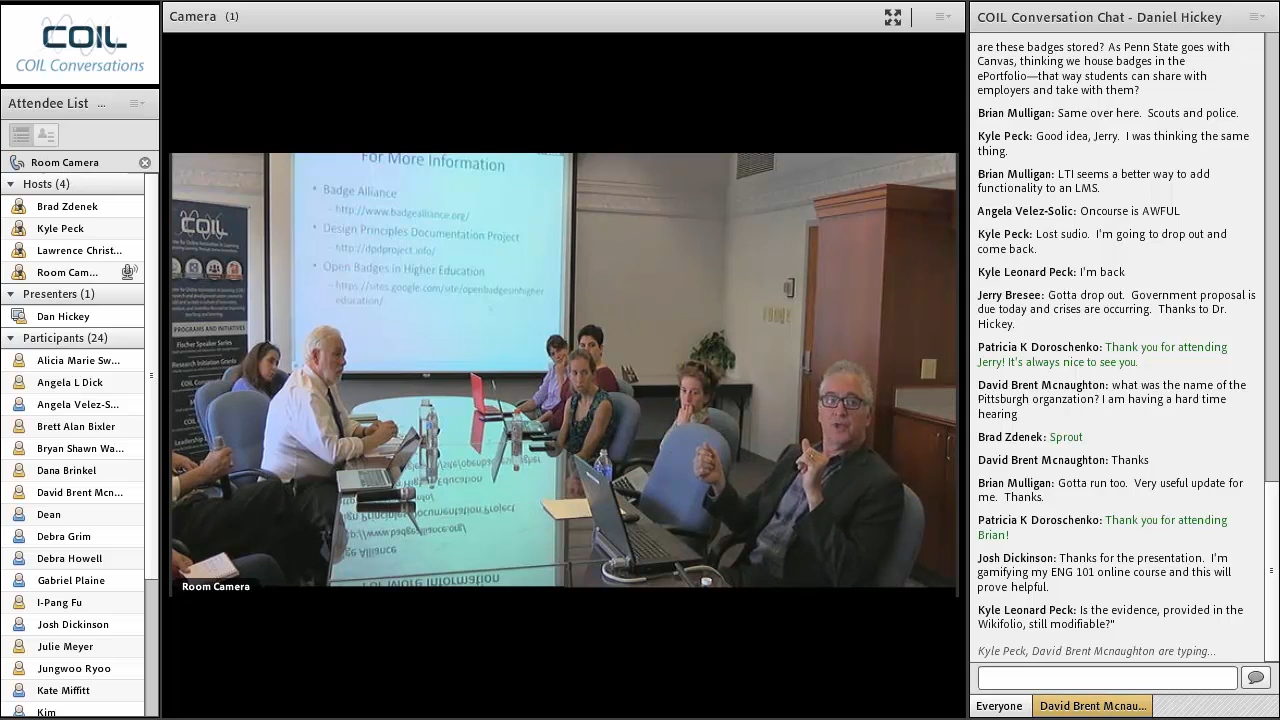 COIL
COIL Conversations
Attendee List ...
Room Camera
Hosts (4)
Brad Zdenek
Kyle Peck
Lawrence Christ...
Room Cam...
Presenters (1)
Dan Hickey
Participants (24)
Alicia Marie Sw...
Angela L Dick
Angela Velez-S...
Brett Alan Bixler
Bryan Shawn Wa...
Dana Brinkel
David Brent Mcn...
Dean
Debra Grim
Debra Howell
Gabriel Plaine
I-Pang Fu
Josh Dickinson
Julie Meyer
Jungwoo Ryoo
Kate Miffitt
Kim
Camera (1)
For More Information
• Badge Alliance
– http://www.badgealliance.org/
• Design Principles Documentation Project
– http://dpdproject.info/
• Open Badges in Higher Education
– https://sites.google.com/site/openbadgesinhigher
education/
COIL
PROGRAMS AND INITIATIVES
Fischer Speaker Series
Research Initiation Grants
Room Camera
COIL Conversation Chat - Daniel Hickey
are these badges stored? As Penn State goes with
Canvas, thinking we house badges in the
ePortfolio—that way students can share with
employers and take with them?
Brian Mulligan: Same over here. Scouts and police.
Kyle Peck: Good idea, Jerry. I was thinking the same
thing.
Brian Mulligan: LTI seems a better way to add
functionality to an LMS.
Angela Velez-Solic: Oncourse is AWFUL
Kyle Peck: Lost audio. I'm going to drop out and
come back.
Kyle Leonard Peck: I'm back
Jerry Isseack: Must depart. Government proposal is
due today and crises are occurring. Thanks to Dr.
Hickey.
Patricia K Doroschenko: Thank you for attending
Jerry-it's always nice to see you.
David Brent Mcnaughton: what was the name of the
Pittsburgh organzation? I am having a hard time
hearing
Brad Zdenek: Sprout
David Brent Mcnaughton: Thanks
Brian Mulligan: Gotta run too. Very useful update for
me. Thanks.
Patricia K Doroschenko: Thank you for attending
Brian!
Josh Dickinson: Thanks for the presentation. I'm
gamifying my ENG 101 online course and this will
prove helpful.
Kyle Leonard Peck: Is the evidence, provided in the
Wikifolio, still modifiable?"
Kyle Peck, David Brent Mcnaughton are typing...
Everyone
David Brent Mcnau...